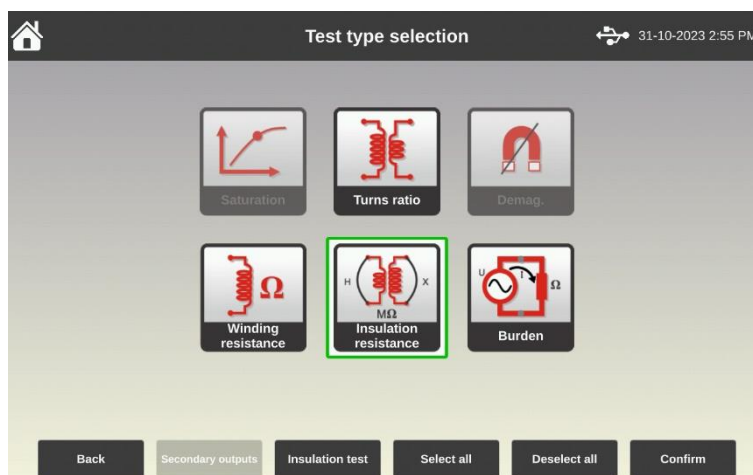 Test type selection
31-10-2023 2:55 PM
Saturation
Turns ratio
Demag.
Ω
Winding
resistance
H
X
MΩ
Insulation
resistance
U
I
Ω
Burden
Back
Secondary outputs
Insulation test
Select all
Deselect all
Confirm